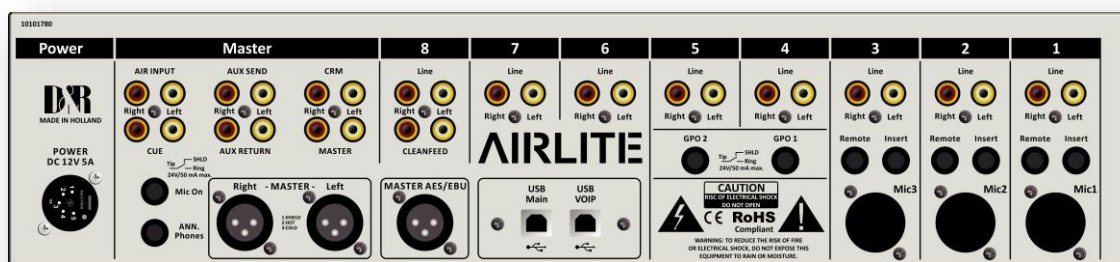 10101780
Power Master 8 7 6 5 4 3 2 1
AIR INPUT AUX SEND CRM Line Line Line Line Line Line Line Line
Right Left Right Left Right Left Right Left Right Left Right Left Right Left Right Left Right Left Right Left Right Left
D&R
MADE IN HOLLAND
POWER
DC 12V 5A
CUE AUX RETURN MASTER CLEANFEED
Tip SHLD
Ring
24V/50 mA max.
Mic On
ANN.
Phones
Right - MASTER - Left
1-SHIELD
2-HOT
3-COLD
MASTER AES/EBU
AIRLITE
USB
Main
USB
VOIP
GPO 2 GPO 1
Tip SHLD
Ring
24V/50 mA max.
CAUTION
RISC OF ELECTRICAL SHOCK
DO NOT OPEN
CE RoHS
Compliant
WARNING: TO REDUCE THE RISK OF FIRE
OR ELECTRICAL SHOCK, DO NOT EXPOSE THIS
EQUIPMENT TO RAIN OR MOISTURE.
Remote Insert Remote Insert Remote Insert
Mic3 Mic2 Mic1